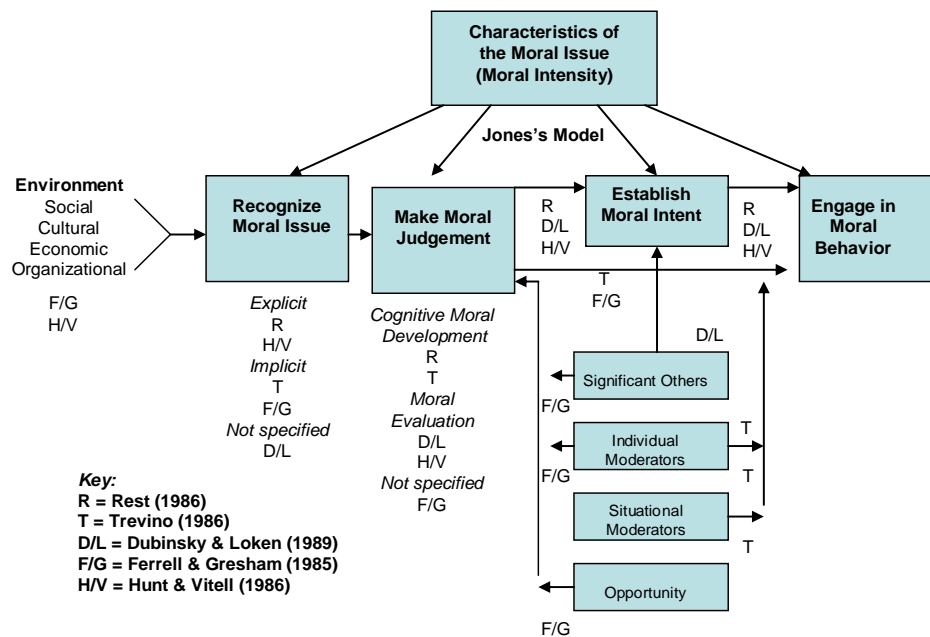 Characteristics of
the Moral Issue
(Moral Intensity)
Jones's Model
Environment
Social
Cultural
Economic
Organizational
F/G
H/V
Recognize
Moral Issue
Explicit
R
H/V
Implicit
T
F/G
Not specified
D/L
Make Moral
Judgement
Cognitive Moral
Development
R
T
Moral
Evaluation
D/L
H/V
Not specified
F/G
R
D/L
H/V
Establish
Moral Intent
R
D/L
H/V
Engage in
Moral
Behavior
T
F/G
D/L
Significant Others
F/G
Individual
Moderators
F/G
T
T
Situational
Moderators
T
Opportunity
F/G
Key:
R = Rest (1986)
T = Trevino (1986)
D/L = Dubinsky & Loken (1989)
F/G = Ferrell & Gresham (1985)
H/V = Hunt & Vitell (1986)